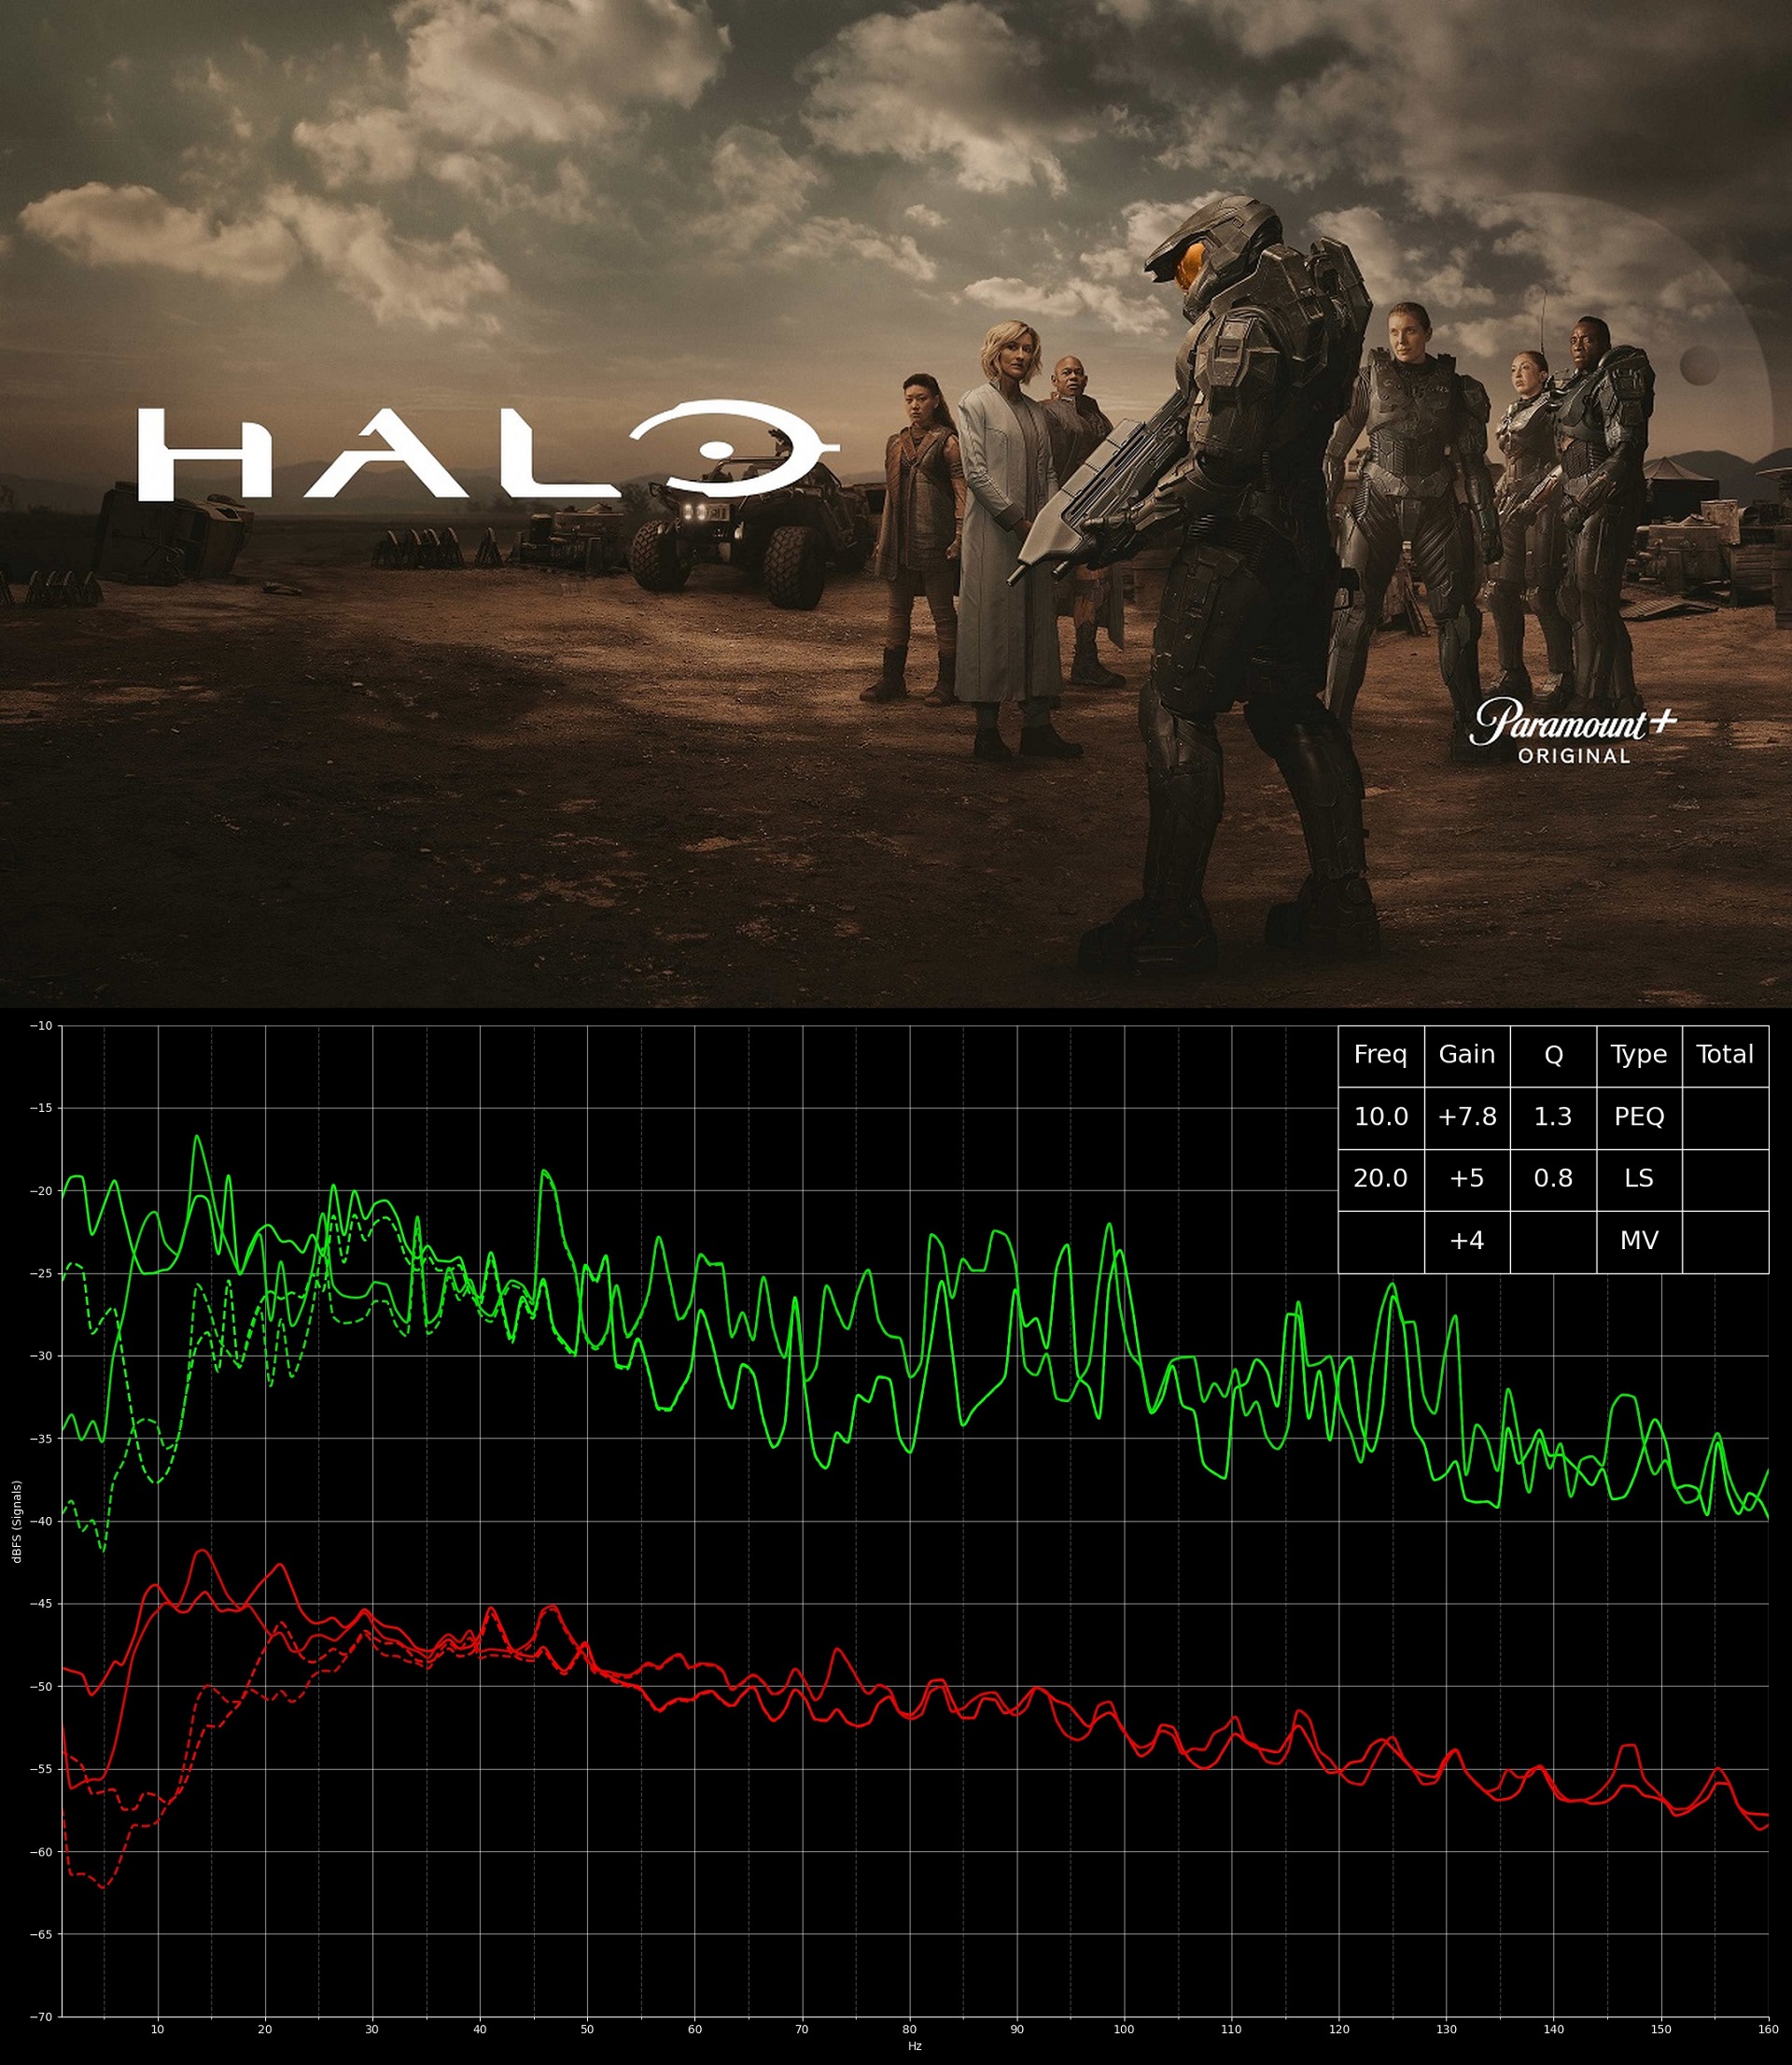 HALO
Paramount+
ORIGINAL
Freq Gain Q Type Total
10.0 +7.8 1.3 PEQ
20.0 +5 0.8 LS
+4 MV
−10
−15
−20
−25
−30
−35
−40
−45
−50
−55
−60
−65
−70
dBFS (Signals)
10 20 30 40 50 60 70 80 90 100 110 120 130 140 150 160
Hz